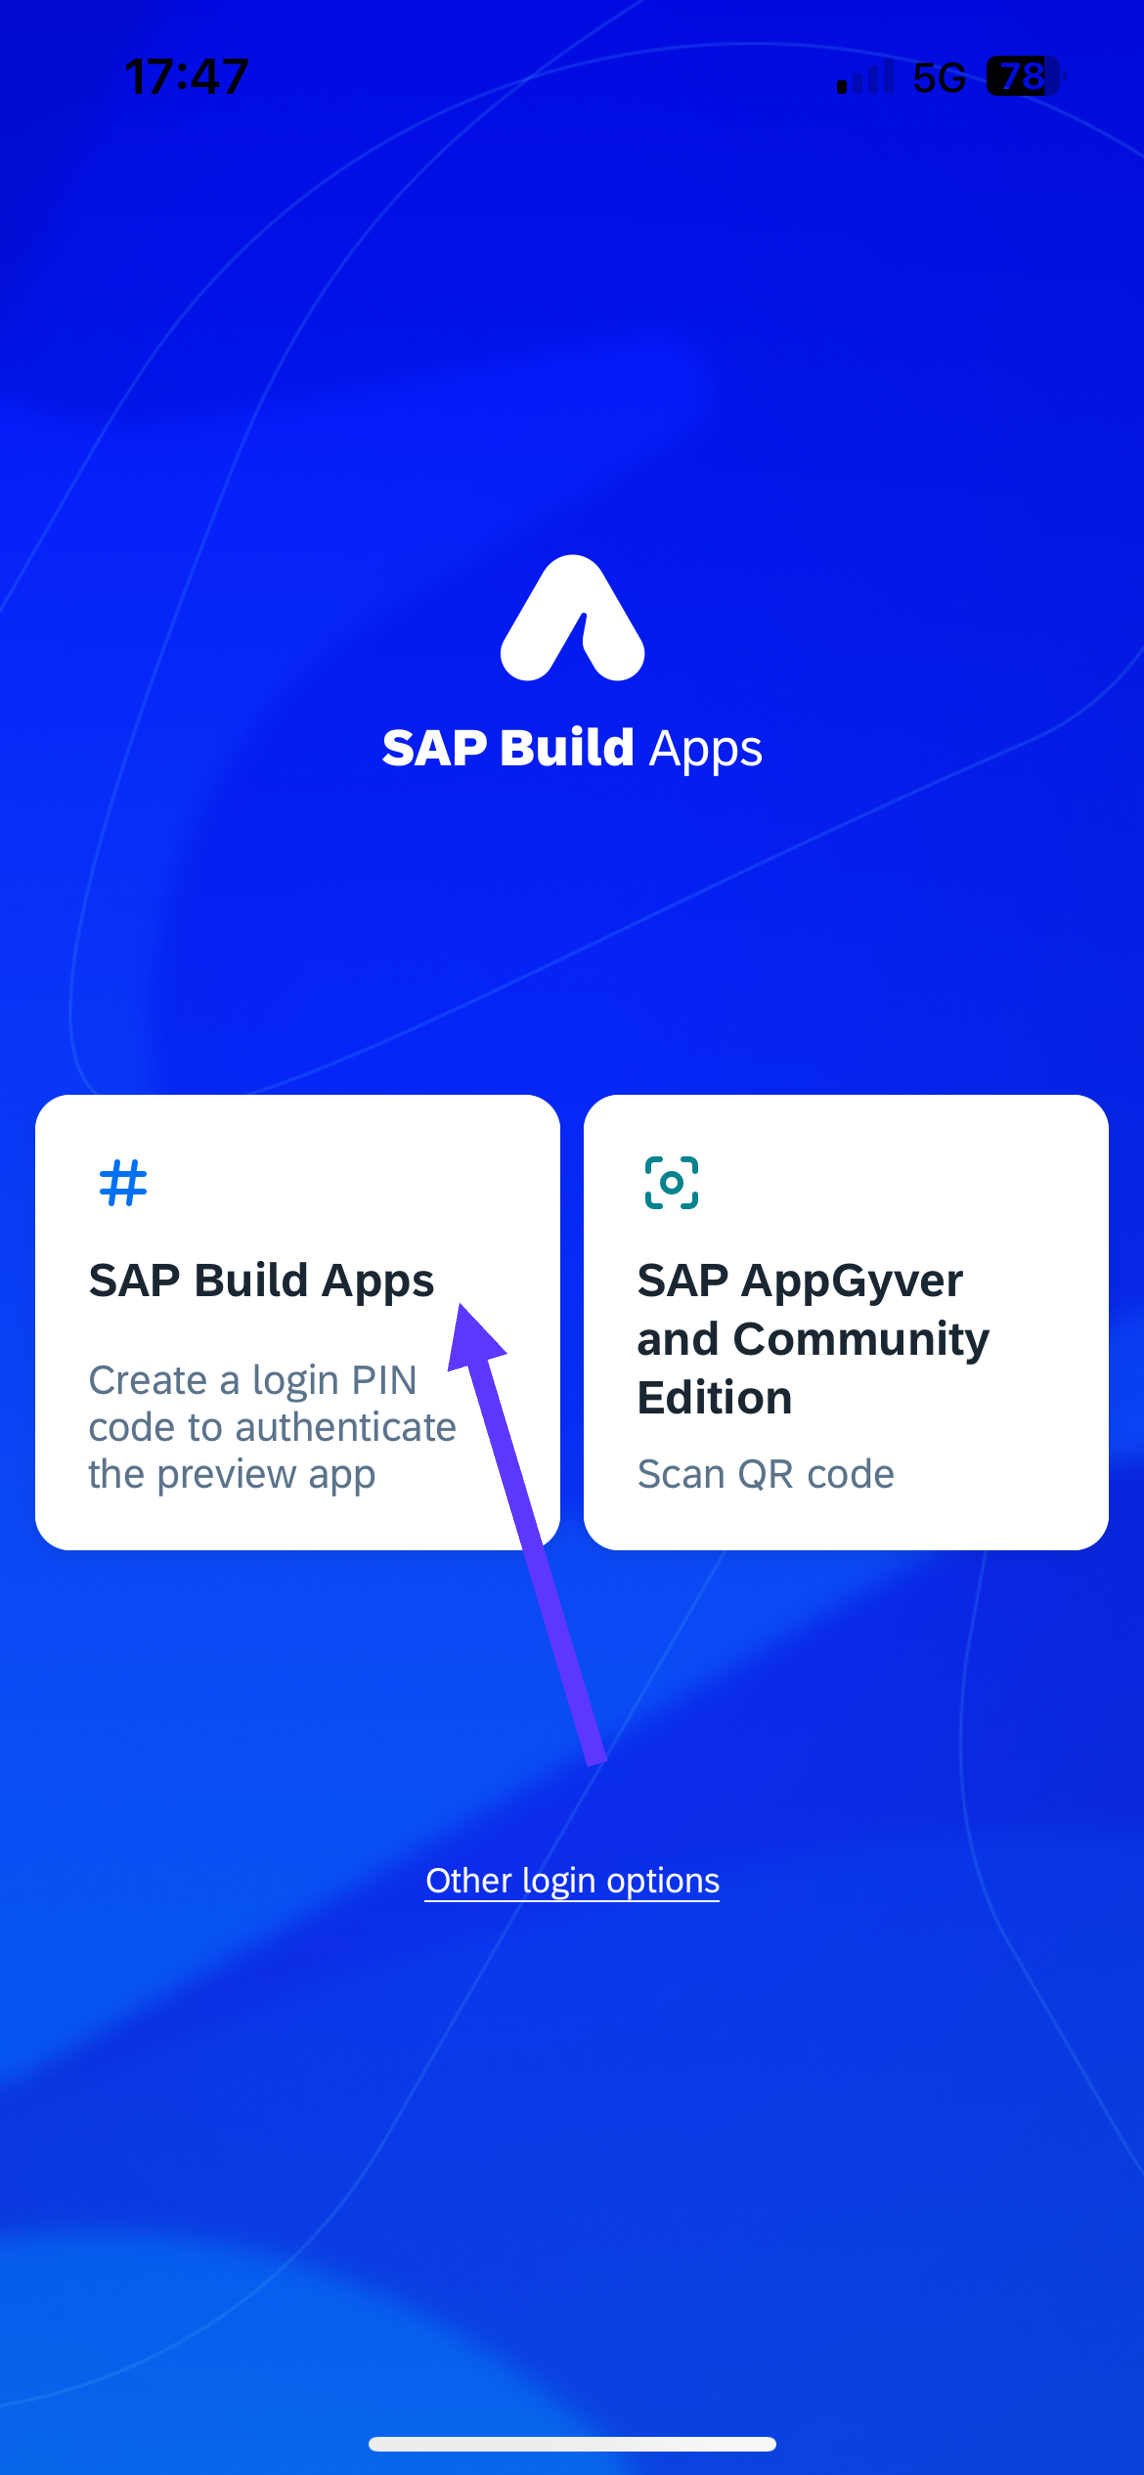 17:47
5G 78
SAP Build Apps
SAP Build Apps
Create a login PIN
code to authenticate
the preview app
SAP AppGyver
and Community
Edition
Scan QR code
Other login options